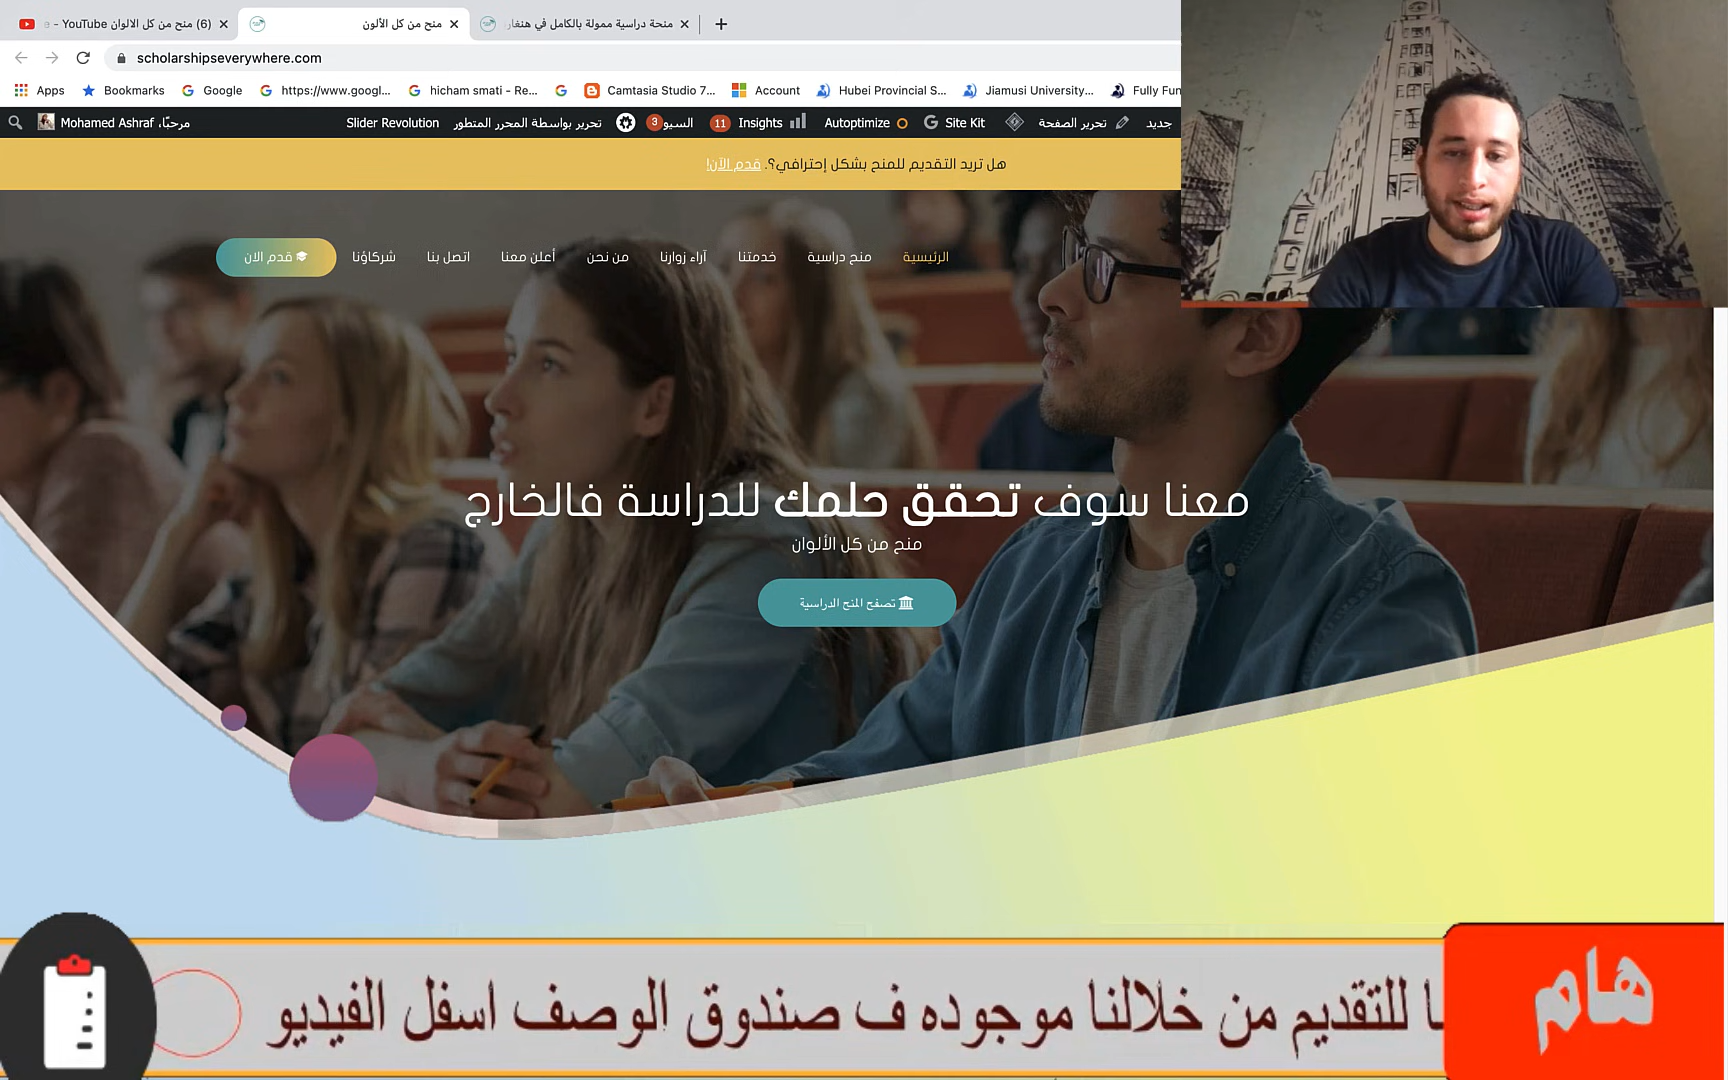 (6) منح من كل الالوان - YouTube
منح من كل الألوان
منحة دراسية ممولة بالكامل في هنغار
scholarshipseverywhere.com
Apps
Bookmarks
Google
https://www.googl...
hicham smati - Re...
Camtasia Studio 7...
Account
Hubei Provincial S...
Jiamusi University...
Fully Fun
مرحبًا، Mohamed Ashraf
Slider Revolution
تحرير بواسطة المحرر المتطور
السيو 3
11 Insights
Autoptimize
Site Kit
تحرير الصفحة
جديد
هل تريد التقديم للمنح بشكل إحترافي؟. قدم الآن!
الرئيسية
منح دراسية
خدمتنا
آراء زوارنا
من نحن
أعلن معنا
اتصل بنا
شركاؤنا
قدم الان
معنا سوف تحقق حلمك للدراسة فالخارج
منح من كل الألوان
تصفح المنح الدراسية
هام
للتقديم من خلالنا موجوده ف صندوق الوصف اسفل الفيديو